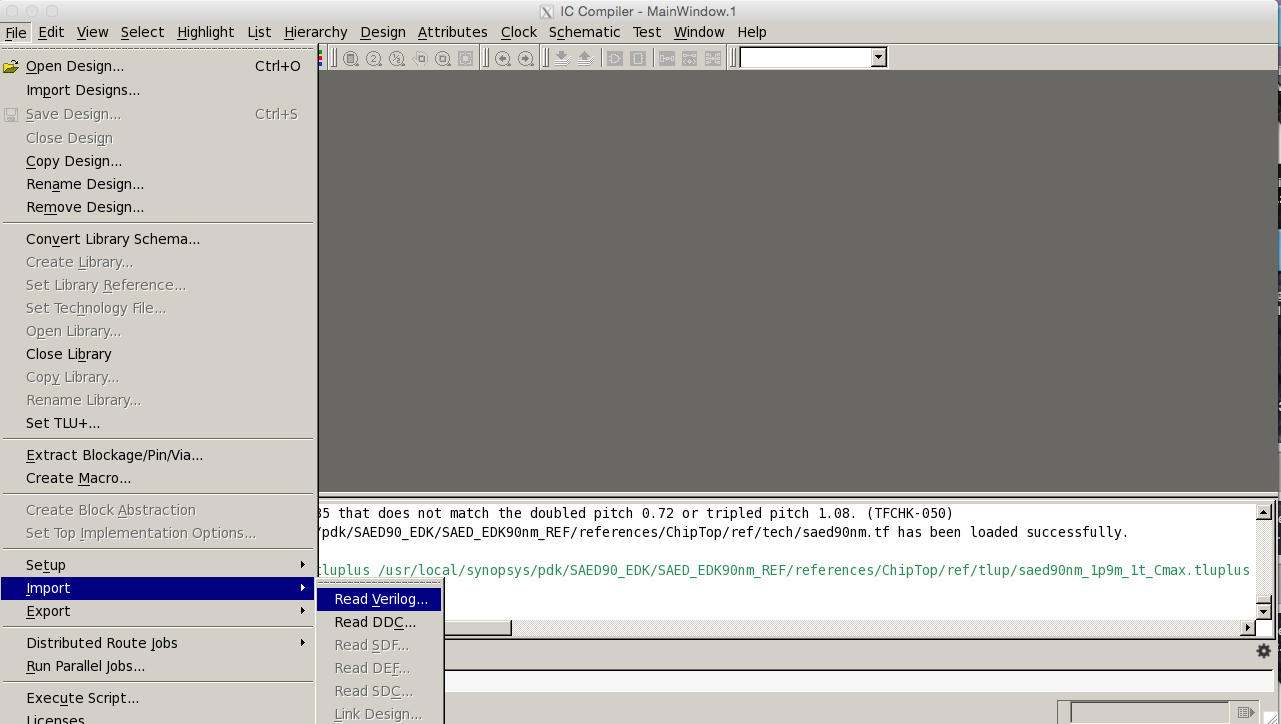 IC Compiler - MainWindow.1
File Edit View Select Highlight List Hierarchy Design Attributes Clock Schematic Test Window Help
Open Design... Ctrl+O
Import Designs...
Save Design... Ctrl+S
Close Design
Copy Design...
Rename Design...
Remove Design...
Convert Library Schema...
Create Library...
Set Library Reference...
Set Technology File...
Open Library...
Close Library
Copy Library...
Rename Library...
Set TLU+...
Extract Blockage/Pin/Via...
Create Macro...
Create Block Abstraction
35 that does not match the doubled pitch 0.72 or tripled pitch 1.08. (TFCHK-050)
Set Top Implementation Options...
/pdk/SAED90_EDK/SAED_EDK90nm_REF/references/ChipTop/ref/tech/saed90nm.tf has been loaded successfully.
Setup
tluplus /usr/local/synopsys/pdk/SAED90_EDK/SAED_EDK90nm_REF/references/ChipTop/ref/tlup/saed90nm_1p9m_1t_Cmax.tluplus
Import
Read Verilog...
Export
Read DDC...
Distributed Route Jobs
Read SDF...
Run Parallel Jobs...
Read DEF...
Execute Script...
Read SDC...
Licenses
Link Design...